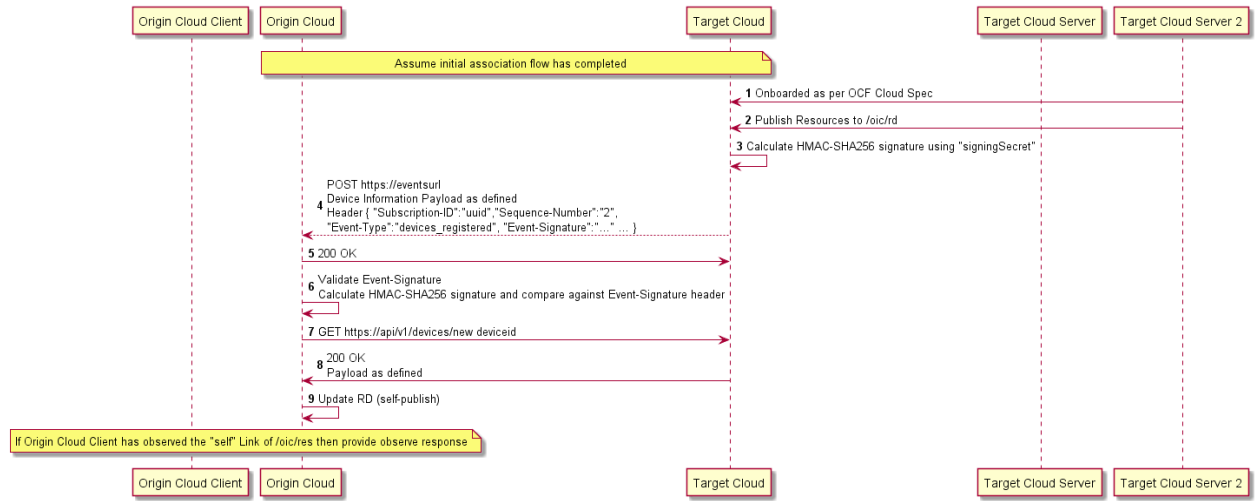 Origin Cloud Client
Origin Cloud
Target Cloud
Target Cloud Server
Target Cloud Server 2
Assume initial association flow has completed
1 Onboarded as per OCF Cloud Spec
2 Publish Resources to /oic/rd
3 Calculate HMAC-SHA256 signature using "signingSecret"
POST https://eventsurl
Device Information Payload as defined
4 Header { "Subscription-ID":"uuid","Sequence-Number":"2",
"Event-Type":"devices_registered", "Event-Signature":"..." ... }
5 200 OK
Validate Event-Signature
6 Calculate HMAC-SHA256 signature and compare against Event-Signature header
7 GET https://api/v1/devices/new deviceid
8 200 OK
Payload as defined
9 Update RD (self-publish)
If Origin Cloud Client has observed the "self" Link of /oic/res then provide observe response
Origin Cloud Client
Origin Cloud
Target Cloud
Target Cloud Server
Target Cloud Server 2